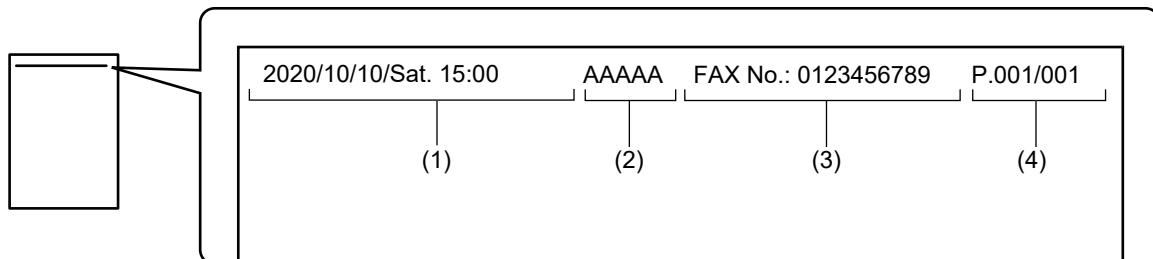 2020/10/10/Sat. 15:00 AAAAA FAX No.: 0123456789 P.001/001
(1) (2) (3) (4)